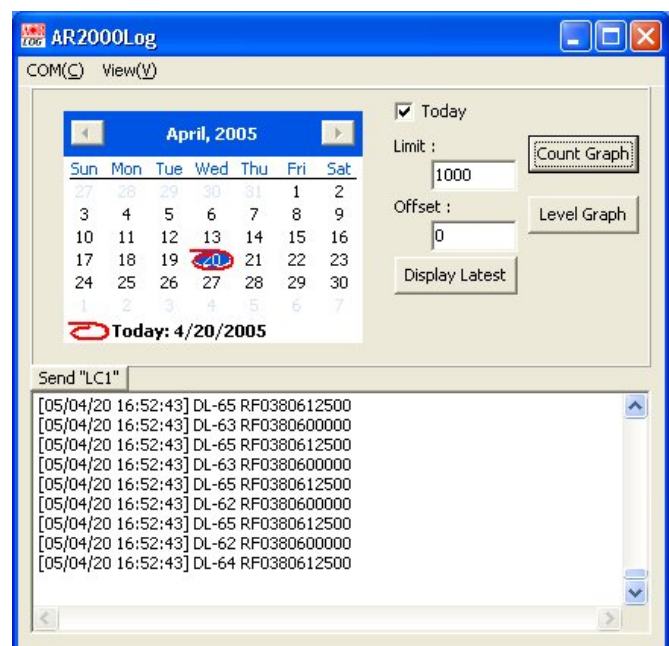 AR2000Log
COM(C) View(V)
April, 2005
Sun Mon Tue Wed Thu Fri Sat
27 28 29 30 31 1 2
3 4 5 6 7 8 9
10 11 12 13 14 15 16
17 18 19 20 21 22 23
24 25 26 27 28 29 30
1 2 3 4 5 6 7
Today: 4/20/2005
Today
Limit :
1000
Offset :
0
Display Latest
Count Graph
Level Graph
Send "LC1"
[05/04/20 16:52:43] DL-65 RF0380612500
[05/04/20 16:52:43] DL-63 RF0380600000
[05/04/20 16:52:43] DL-65 RF0380612500
[05/04/20 16:52:43] DL-63 RF0380600000
[05/04/20 16:52:43] DL-65 RF0380612500
[05/04/20 16:52:43] DL-62 RF0380600000
[05/04/20 16:52:43] DL-65 RF0380612500
[05/04/20 16:52:43] DL-62 RF0380600000
[05/04/20 16:52:43] DL-64 RF0380612500